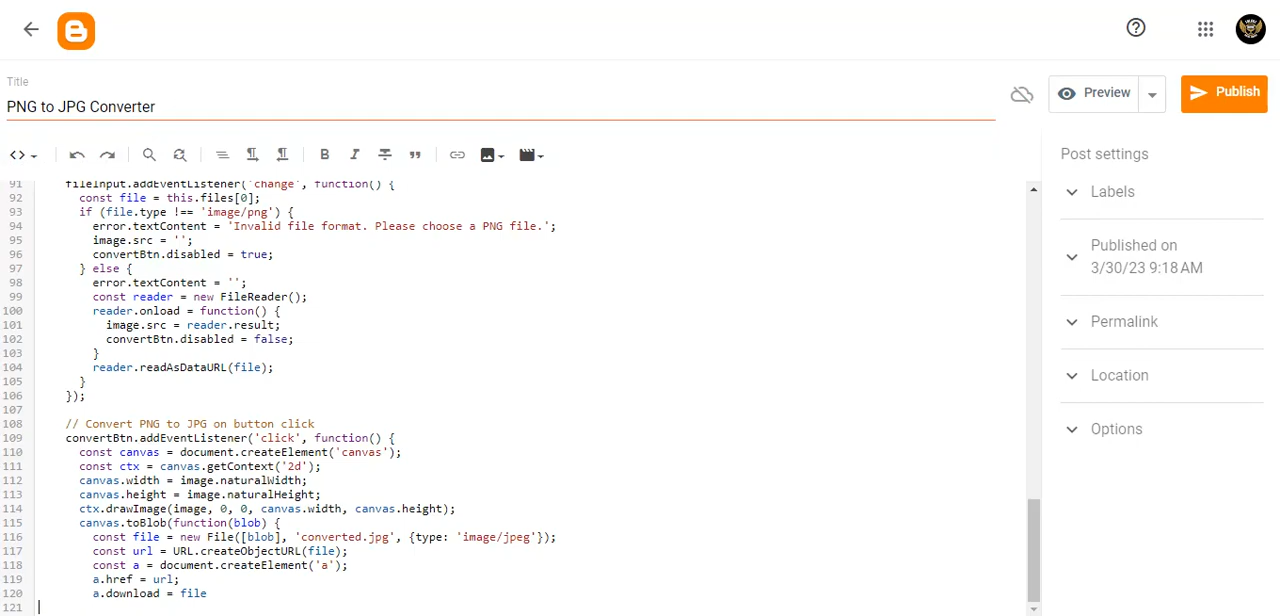 Title
PNG to JPG Converter
Preview
Publish
B
I
Post settings
Labels
Published on
3/30/23 9:18 AM
Permalink
Location
Options
91 fileInput.addEventListener('change', function() {
92 const file = this.files[0];
93 if (file.type !== 'image/png') {
94 error.textContent = 'Invalid file format. Please choose a PNG file.';
95 image.src = '';
96 convertBtn.disabled = true;
97 } else {
98 error.textContent = '';
99 const reader = new FileReader();
100 reader.onload = function() {
101 image.src = reader.result;
102 convertBtn.disabled = false;
103 }
104 reader.readAsDataURL(file);
105 }
106 });
107
108 // Convert PNG to JPG on button click
109 convertBtn.addEventListener('click', function() {
110 const canvas = document.createElement('canvas');
111 const ctx = canvas.getContext('2d');
112 canvas.width = image.naturalWidth;
113 canvas.height = image.naturalHeight;
114 ctx.drawImage(image, 0, 0, canvas.width, canvas.height);
115 canvas.toBlob(function(blob) {
116 const file = new File([blob], 'converted.jpg', {type: 'image/jpeg'});
117 const url = URL.createObjectURL(file);
118 const a = document.createElement('a');
119 a.href = url;
120 a.download = file
121